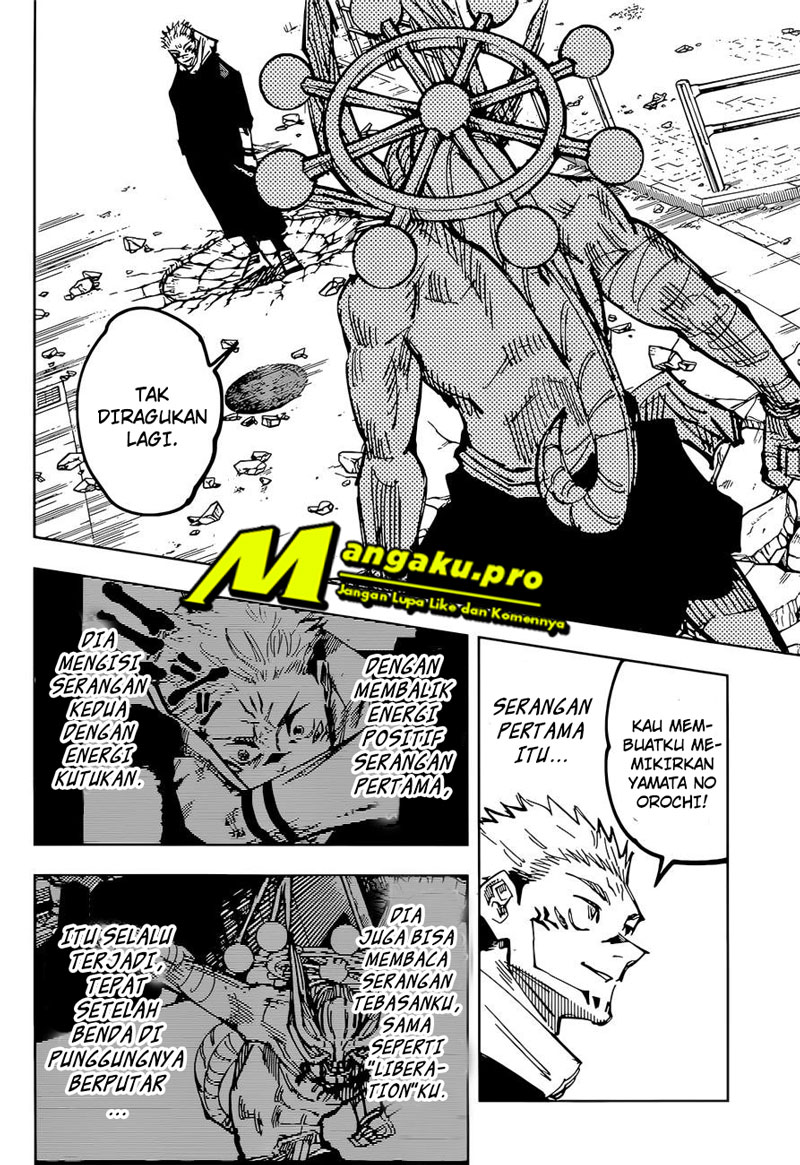 TAK
DIRAGUKAN
LAGI.
Mangaku.pro
Jangan Lupa Like dan Komennya
KAU MEM-
BUATKU ME-
MIKIRKAN
YAMATA NO
OROCHI!
SERANGAN
PERTAMA
ITU...
DENGAN
MEMBALIK
ENERGI
POSITIF
SERANGAN
PERTAMA,
DIA
MENGISI
SERANGAN
KEDUA
DENGAN
ENERGI
KUTUKAN.
DIA
JUGA BISA
MEMBACA
SERANGAN
TEBASANKU,
SAMA
SEPERTI
"LIBERA-
TION"KU.
ITU SELALU
TERJADI,
TEPAT
SETELAH
BENDA DI
PUNGGUNGNYA
BERPUTAR
...